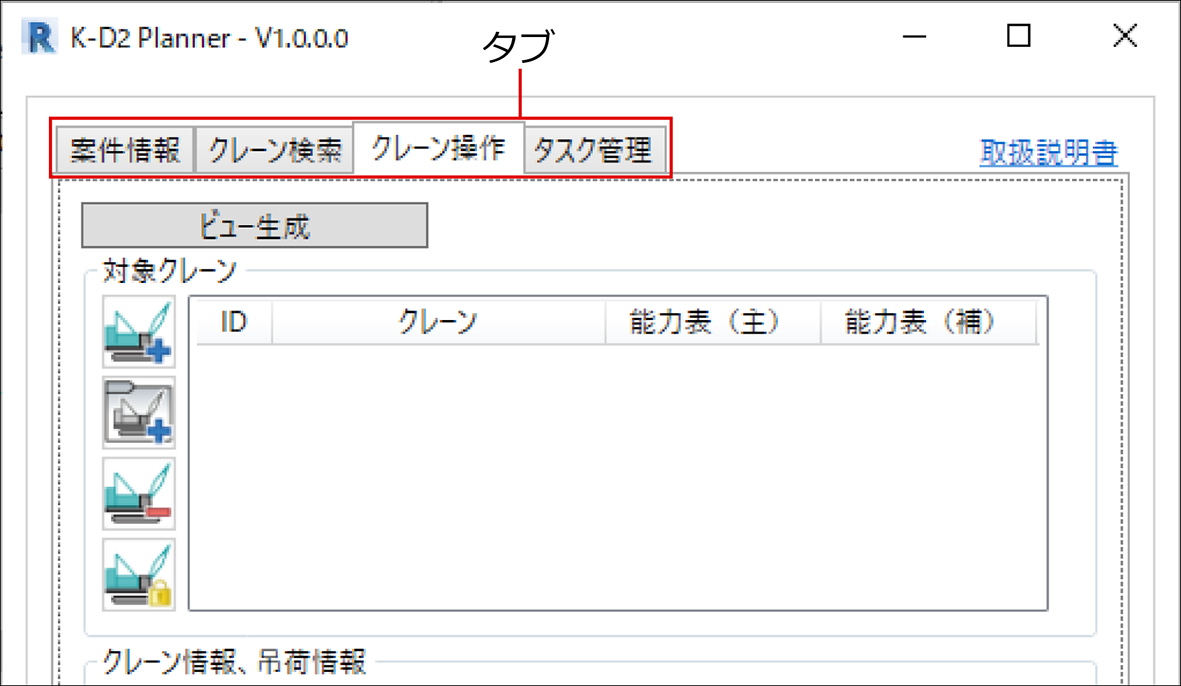 K-D2 Planner - V1.0.0.0
タブ
案件情報 クレーン検索 クレーン操作 タスク管理 取扱説明書
ビュー生成
対象クレーン
ID クレーン 能力表（主） 能力表（補）
クレーン情報、吊荷情報